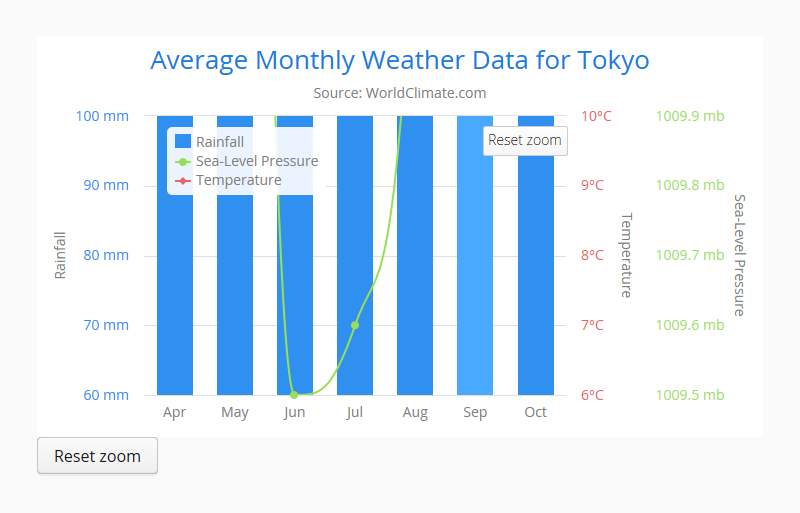 Average Monthly Weather Data for Tokyo
Source: WorldClimate.com
100 mm
90 mm
80 mm
70 mm
60 mm
Rainfall
Rainfall
Sea-Level Pressure
Temperature
Reset zoom
10°C
9°C
8°C
7°C
6°C
Temperature
1009.9 mb
1009.8 mb
1009.7 mb
1009.6 mb
1009.5 mb
Sea-Level Pressure
Apr May Jun Jul Aug Sep Oct
Reset zoom